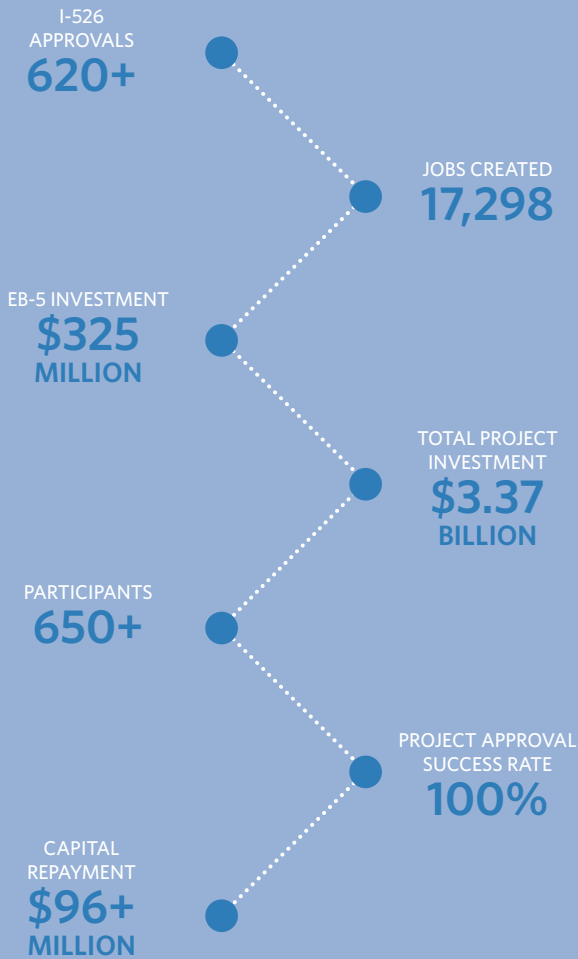 I-526
APPROVALS
620+
JOBS CREATED
17,298
EB-5 INVESTMENT
$325
MILLION
TOTAL PROJECT
INVESTMENT
$3.37
BILLION
PARTICIPANTS
650+
PROJECT APPROVAL
SUCCESS RATE
100%
CAPITAL
REPAYMENT
$96+
MILLION